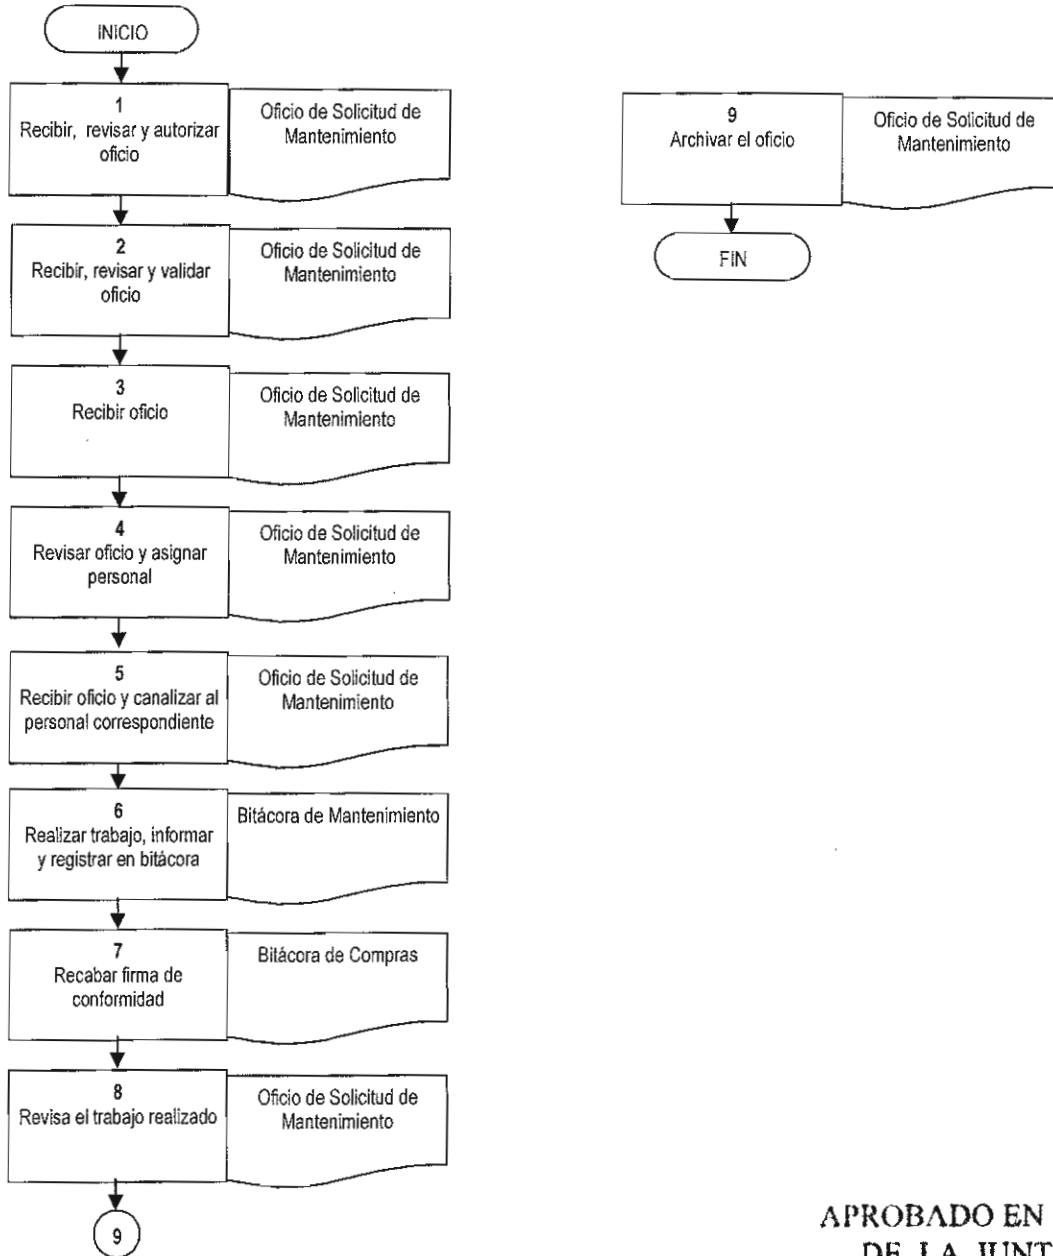 INICIO
1
Recibir, revisar y autorizar
oficio
Oficio de Solicitud de
Mantenimiento
2
Recibir, revisar y validar
oficio
Oficio de Solicitud de
Mantenimiento
3
Recibir oficio
Oficio de Solicitud de
Mantenimiento
4
Revisar oficio y asignar
personal
Oficio de Solicitud de
Mantenimiento
5
Recibir oficio y canalizar al
personal correspondiente
Oficio de Solicitud de
Mantenimiento
6
Realizar trabajo, informar
y registrar en bitácora
Bitácora de Mantenimiento
7
Recabar firma de
conformidad
Bitácora de Compras
8
Revisa el trabajo realizado
Oficio de Solicitud de
Mantenimiento
9
9
Archivar el oficio
Oficio de Solicitud de
Mantenimiento
FIN
APROBADO EN
DE LA JUNT